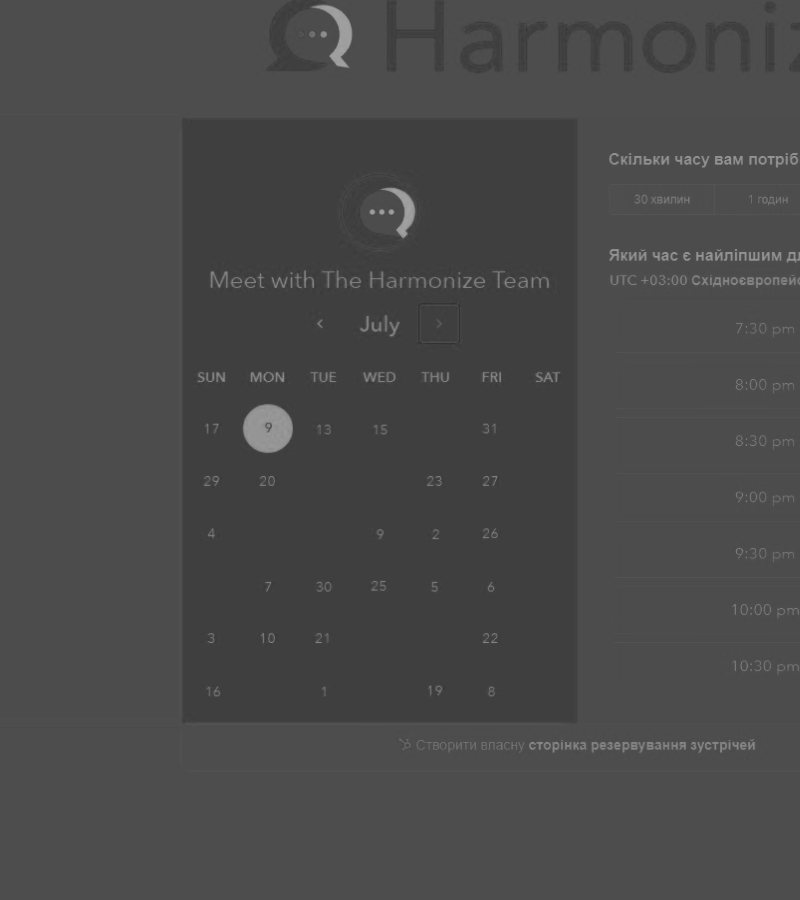 Harmoniz
Meet with The Harmonize Team
July
SUN MON TUE WED THU FRI SAT
17 9 13 15 31
29 20 23 27
4 9 2 26
7 30 25 5 6
3 10 21 22
16 1 19 8
Скільки часу вам потріб
30 хвилин 1 годин
Який час є найліпшим д
UTC +03:00 Східноєвропейс
7:30 pm
8:00 pm
8:30 pm
9:00 pm
9:30 pm
10:00 pm
10:30 pm
Створити власну сторінка резервування зустрічей